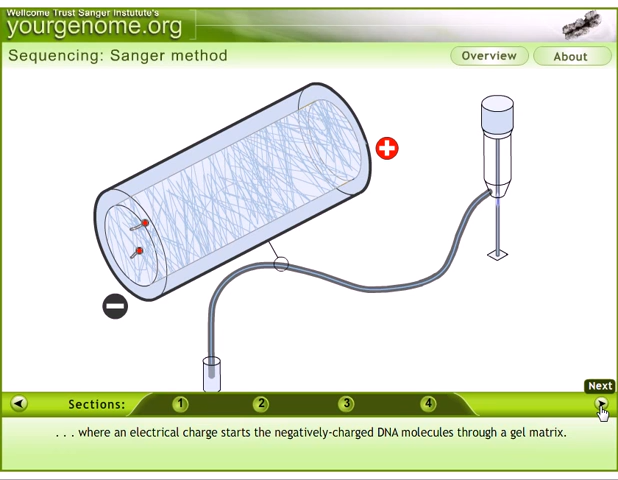 Wellcome Trust Sanger Instutute's
yourgenome.org
Sequencing: Sanger method
Overview
About
Next
Sections:
1
2
3
4
. . . where an electrical charge starts the negatively-charged DNA molecules through a gel matrix.